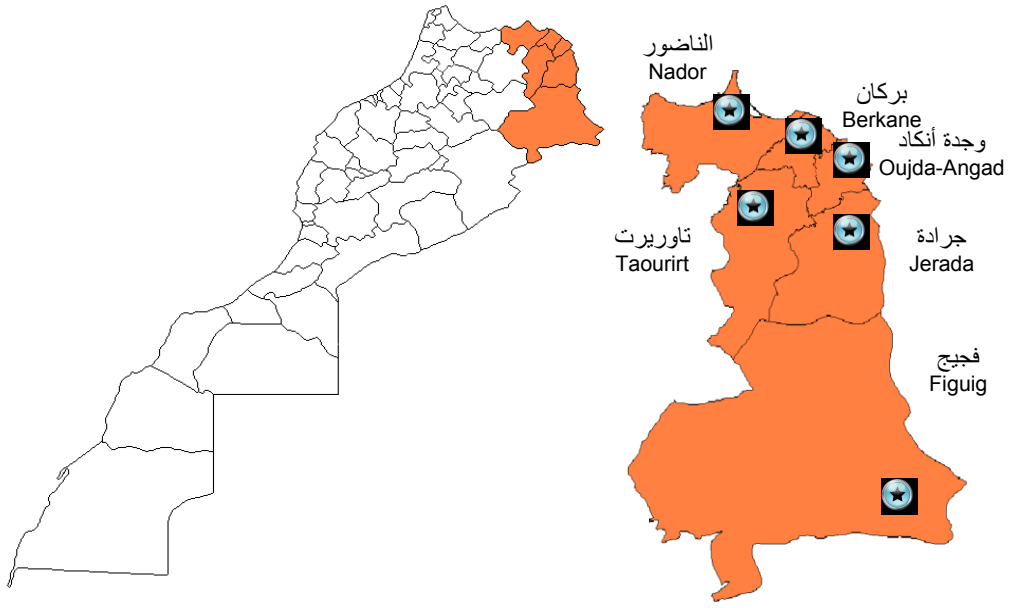 الناضور
Nador
بركان
Berkane
وجدة أنكاد
Oujda-Angad
تاوريرت
Taourirt
جرادة
Jerada
فجيج
Figuig